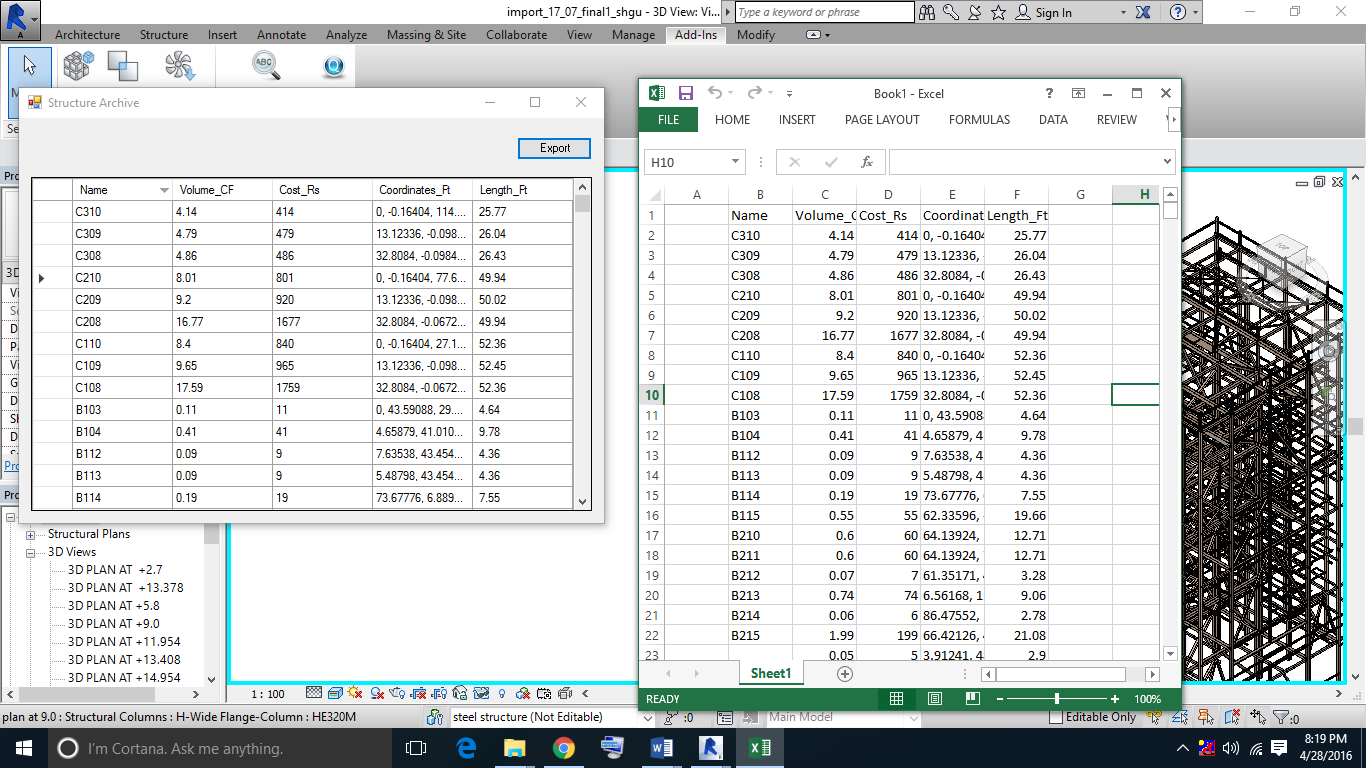 import_17_07_final1_shgu - 3D View: Vi...
Type a keyword or phrase
Sign In
Architecture Structure Insert Annotate Analyze Massing & Site Collaborate View Manage Add-Ins Modify
ABC
Structure Archive
Export
Name Volume_CF Cost_Rs Coordinates_Ft Length_Ft
C310 4.14 414 0, -0.16404, 114.... 25.77
C309 4.79 479 13.12336, -0.098... 26.04
C308 4.86 486 32.8084, -0.0984... 26.43
C210 8.01 801 0, -0.16404, 77.6... 49.94
C209 9.2 920 13.12336, -0.098... 50.02
C208 16.77 1677 32.8084, -0.0672... 49.94
C110 8.4 840 0, -0.16404, 27.1... 52.36
C109 9.65 965 13.12336, -0.098... 52.45
C108 17.59 1759 32.8084, -0.0672... 52.36
B103 0.11 11 0, 43.59088, 29.... 4.64
B104 0.41 41 4.65879, 41.010... 9.78
B112 0.09 9 7.63538, 43.454... 4.36
B113 0.09 9 5.48798, 43.454... 4.36
B114 0.19 19 73.67776, 6.889... 7.55
Structural Plans
3D Views
3D PLAN AT +2.7
3D PLAN AT +13.378
3D PLAN AT +5.8
3D PLAN AT +9.0
3D PLAN AT +11.954
3D PLAN AT +13.408
3D PLAN AT +14.954
1 : 100
Book1 - Excel
FILE HOME INSERT PAGE LAYOUT FORMULAS DATA REVIEW
H10 fx
A B C D E F G H
1 Name Volume_C Cost_Rs Coordinat Length_Ft
2 C310 4.14 414 0, -0.16404 25.77
3 C309 4.79 479 13.12336, - 26.04
4 C308 4.86 486 32.8084, -0 26.43
5 C210 8.01 801 0, -0.16404 49.94
6 C209 9.2 920 13.12336, - 50.02
7 C208 16.77 1677 32.8084, -0 49.94
8 C110 8.4 840 0, -0.16404 52.36
9 C109 9.65 965 13.12336, - 52.45
10 C108 17.59 1759 32.8084, -0 52.36
11 B103 0.11 11 0, 43.5908 4.64
12 B104 0.41 41 4.65879, 4 9.78
13 B112 0.09 9 7.63538, 4 4.36
14 B113 0.09 9 5.48798, 4 4.36
15 B114 0.19 19 73.67776, 7.55
16 B115 0.55 55 62.33596, - 19.66
17 B210 0.6 60 64.13924, 12.71
18 B211 0.6 60 64.13924, 12.71
19 B212 0.07 7 61.35171, 3.28
20 B213 0.74 74 6.56168, 1 9.06
21 B214 0.06 6 86.47552, 2.78
22 B215 1.99 199 66.42126, 21.08
23 0.05 5 3.91241, 4 2.9
Sheet1
READY 100%
plan at 9.0 : Structural Columns : H-Wide Flange-Column : HE320M
steel structure (Not Editable)
:0
Main Model
Editable Only
:0
I'm Cortana. Ask me anything.
8:19 PM
4/28/2016